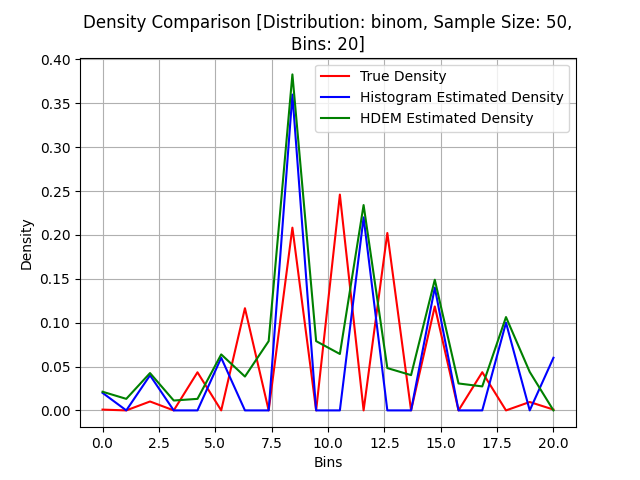 Density Comparison [Distribution: binom, Sample Size: 50,
Bins: 20]
0.40
0.35
0.30
0.25
0.20
0.15
0.10
0.05
0.00
Density
True Density
Histogram Estimated Density
HDEM Estimated Density
0.0 2.5 5.0 7.5 10.0 12.5 15.0 17.5 20.0
Bins